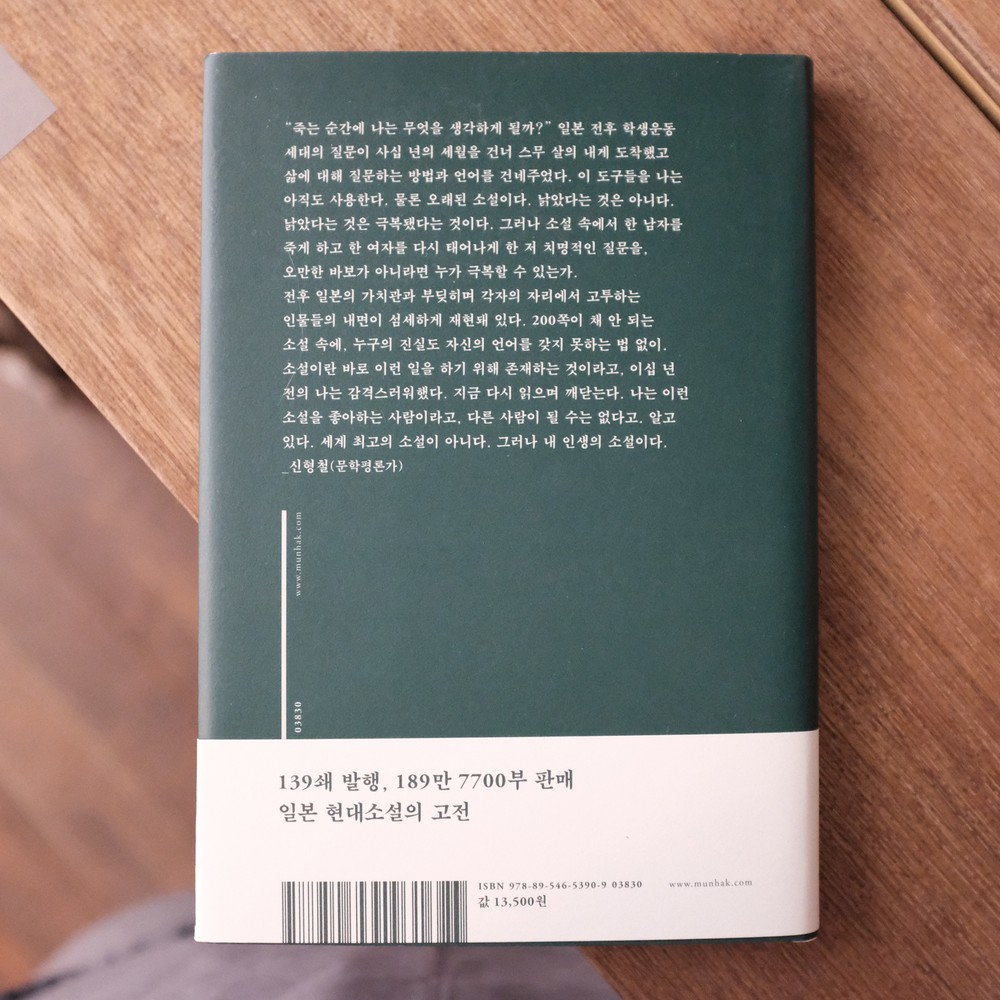 “죽는 순간에 나는 무엇을 생각하게 될까?” 일본 전후 학생운동
세대의 질문이 사십 년의 세월을 건너 스무 살의 내게 도착했고
삶에 대해 질문하는 방법과 언어를 건네주었다. 이 도구들을 나는
아직도 사용한다. 물론 오래된 소설이다. 낡았다는 것은 아니다.
낡았다는 것은 극복됐다는 것이다. 그러나 소설 속에서 한 남자를
죽게 하고 한 여자를 다시 태어나게 한 저 치명적인 질문을,
오만한 바보가 아니라면 누가 극복할 수 있는가.
전후 일본의 가치관과 부딪히며 각자의 자리에서 고투하는
인물들의 내면이 섬세하게 재현돼 있다. 200쪽이 채 안 되는
소설 속에, 누구의 진실도 자신의 언어를 갖지 못하는 법 없이.
소설이란 바로 이런 일을 하기 위해 존재하는 것이라고, 이십 년
전의 나는 감격스러워했다. 지금 다시 읽으며 깨닫는다. 나는 이런
소설을 좋아하는 사람이라고, 다른 사람이 될 수는 없다고. 알고
있다. 세계 최고의 소설이 아니다. 그러나 내 인생의 소설이다.
_신형철(문학평론가)
www.munhak.com
03830
139쇄 발행, 189만 7700부 판매
일본 현대소설의 고전
ISBN 978-89-546-5390-9 03830
www.munhak.com
값 13,500원